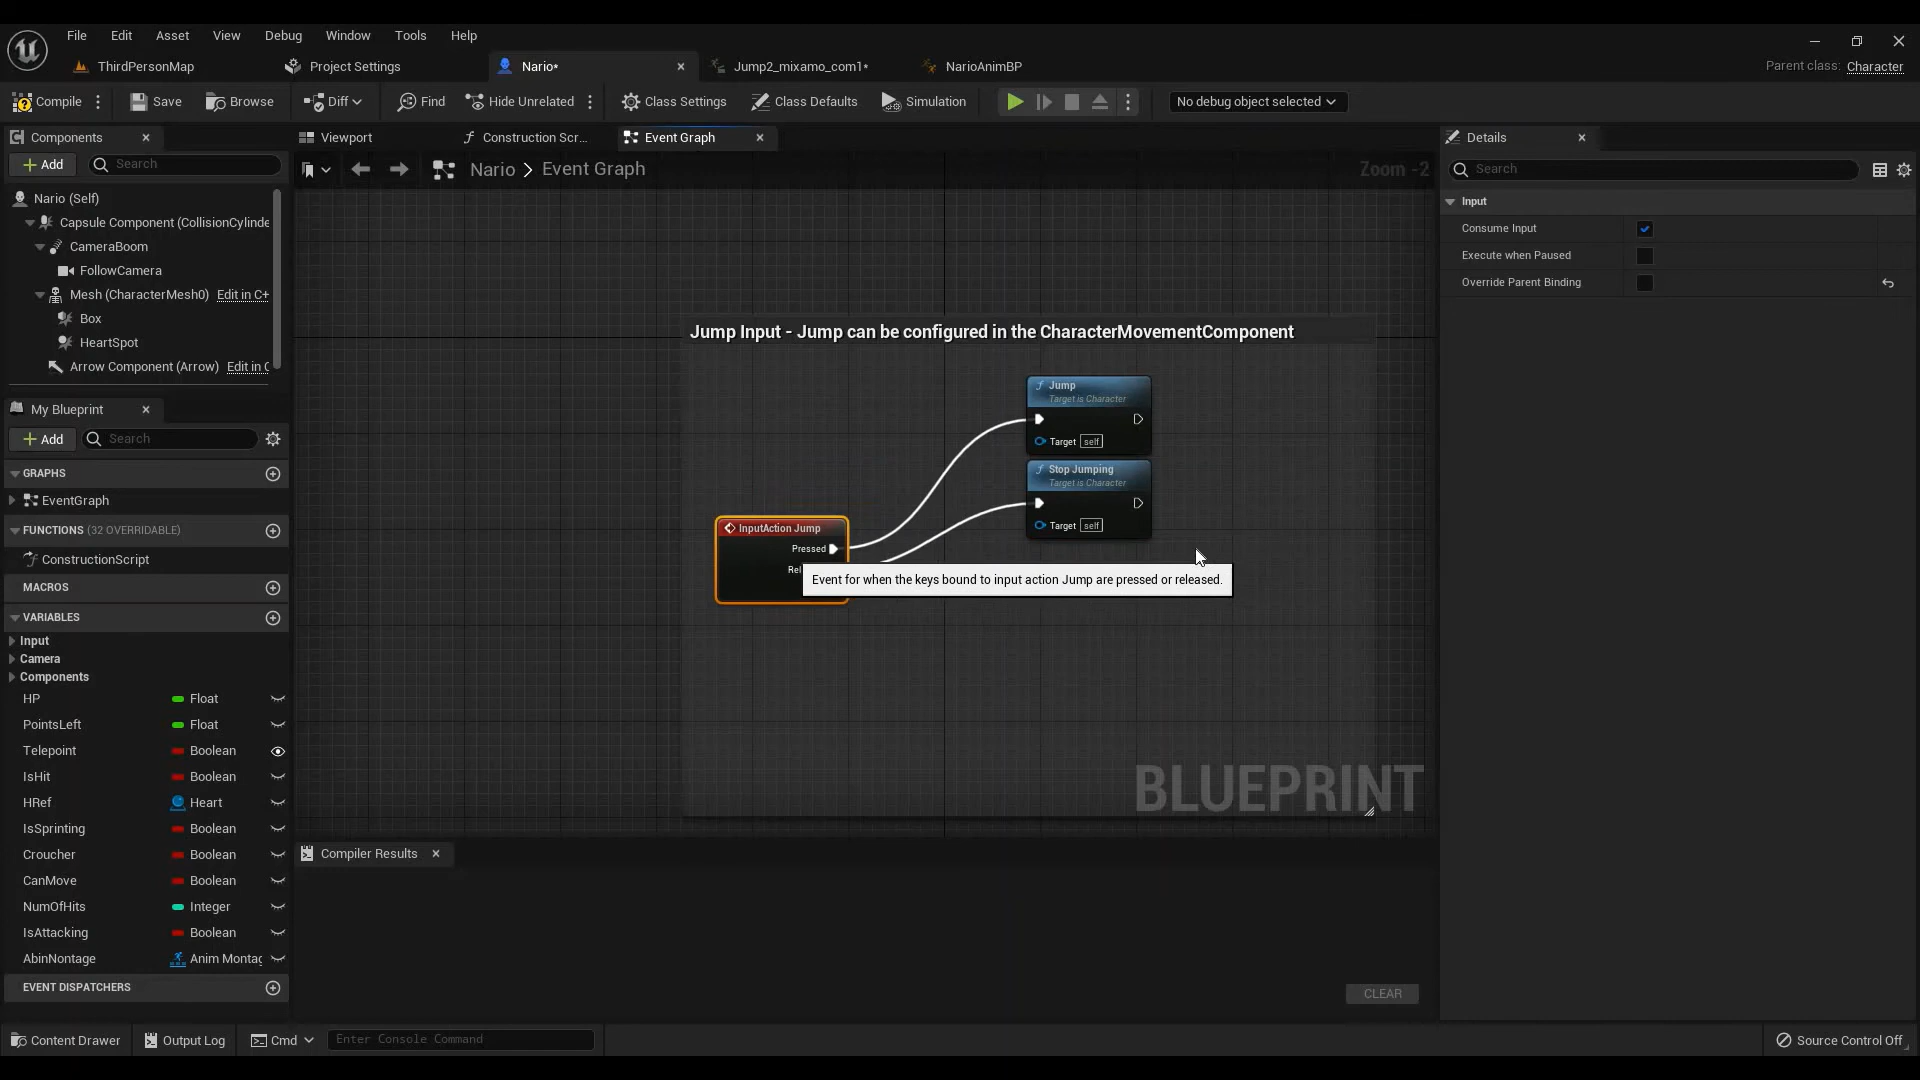 File Edit Asset View Debug Window Tools Help
ThirdPersonMap Project Settings Nario* Jump2_mixamo_com1* NarioAnimBP Parent class: Character
Compile Save Browse Diff Find Hide Unrelated Class Settings Class Defaults Simulation No debug object selected
Components Viewport Construction Scr... Event Graph Details
Add Search Nario > Event Graph Zoom -2 Search
Nario (Self)
Capsule Component (CollisionCylinde
CameraBoom
FollowCamera
Mesh (CharacterMesh0) Edit in C+
Box
HeartSpot
Arrow Component (Arrow) Edit in C
My Blueprint
Add Search
GRAPHS
EventGraph
FUNCTIONS (32 OVERRIDABLE)
ConstructionScript
MACROS
VARIABLES
Input
Camera
Components
HP Float
PointsLeft Float
Telepoint Boolean
IsHit Boolean
HRef Heart
IsSprinting Boolean
Croucher Boolean
CanMove Boolean
NumOfHits Integer
IsAttacking Boolean
AbinNontage Anim Montag
EVENT DISPATCHERS
Jump Input - Jump can be configured in the CharacterMovementComponent
Jump
Target is Character
Target self
Stop Jumping
Target is Character
Target self
InputAction Jump
Pressed
Rel
Event for when the keys bound to input action Jump are pressed or released.
BLUEPRINT
Compiler Results
CLEAR
Input
Consume Input
Execute when Paused
Override Parent Binding
Content Drawer Output Log Cmd Enter Console Command Source Control Off